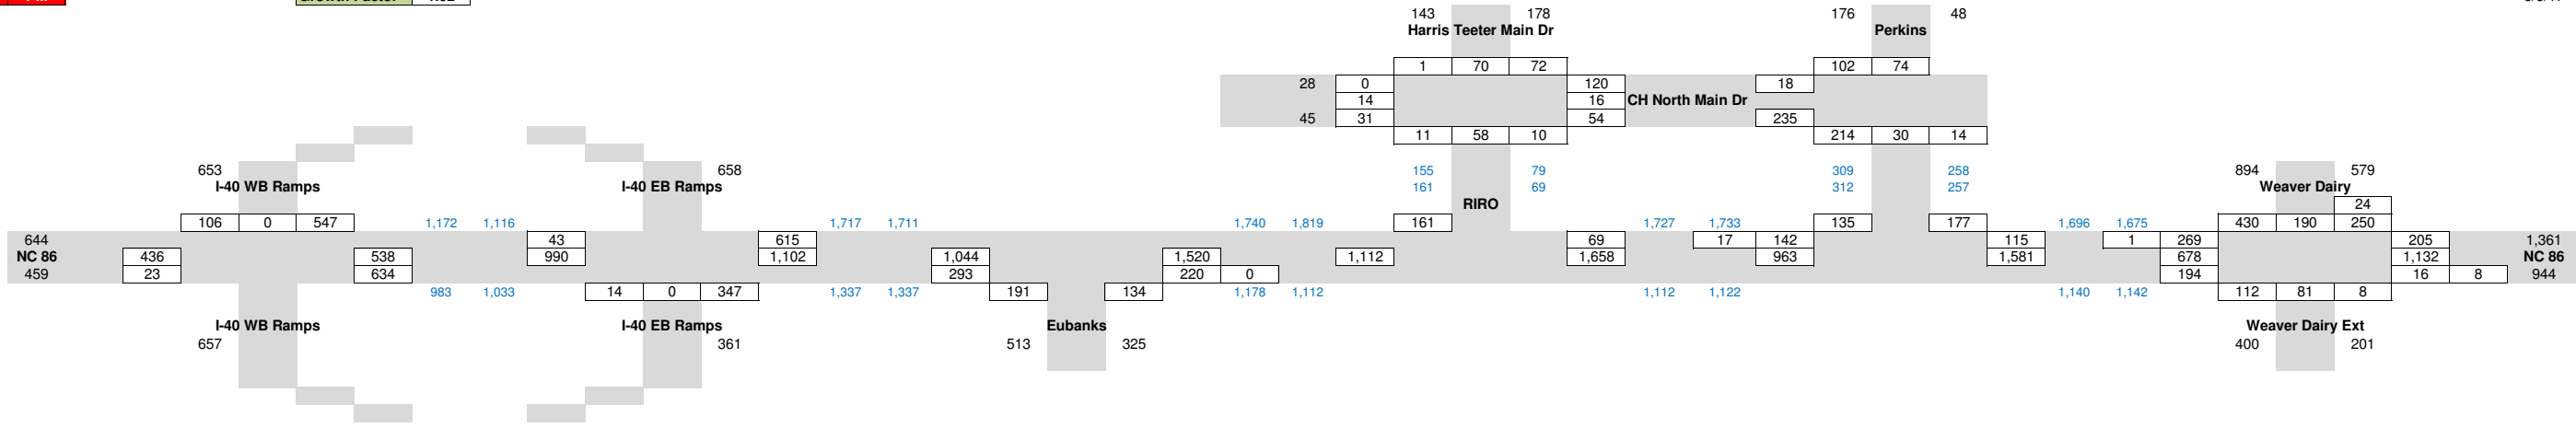 143 178 176 48
Harris Teeter Main Dr Perkins
1 70 72 102 74
28 0 120 18
14 16 CH North Main Dr
45 31 54 235
11 58 10 214 30 14
653 658 155 79 309 258 894 579
I-40 WB Ramps I-40 EB Ramps 161 69 312 257 Weaver Dairy
RIRO 24
106 0 547 1,172 1,116 1,717 1,711 1,740 1,819 161 1,727 1,733 135 177 1,696 1,675 430 190 250
644 43 615 69 17 142 115 1 269 205 1,361
NC 86 436 538 990 1,102 1,044 1,520 1,112 1,658 963 1,581 678 1,132 NC 86
459 23 634 293 220 0 194 16 8 944
983 1,033 14 0 347 1,337 1,337 191 134 1,178 1,112 1,112 1,122 1,140 1,142 112 81 8
I-40 WB Ramps I-40 EB Ramps Eubanks Weaver Dairy Ext
657 361 513 325 400 201